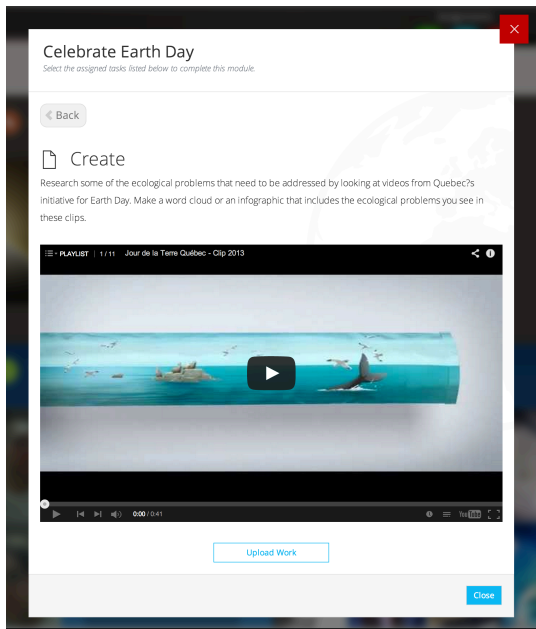 Celebrate Earth Day
Select the assigned tasks listed below to complete this module.
Back
Create
Research some of the ecological problems that need to be addressed by looking at videos from Quebec?s
initiative for Earth Day. Make a word cloud or an infographic that includes the ecological problems you see in
these clips.
PLAYLIST | 1 / 11 Jour de la Terre Québec - Clip 2013
0:00 / 0:41 YouTube
Upload Work
Close